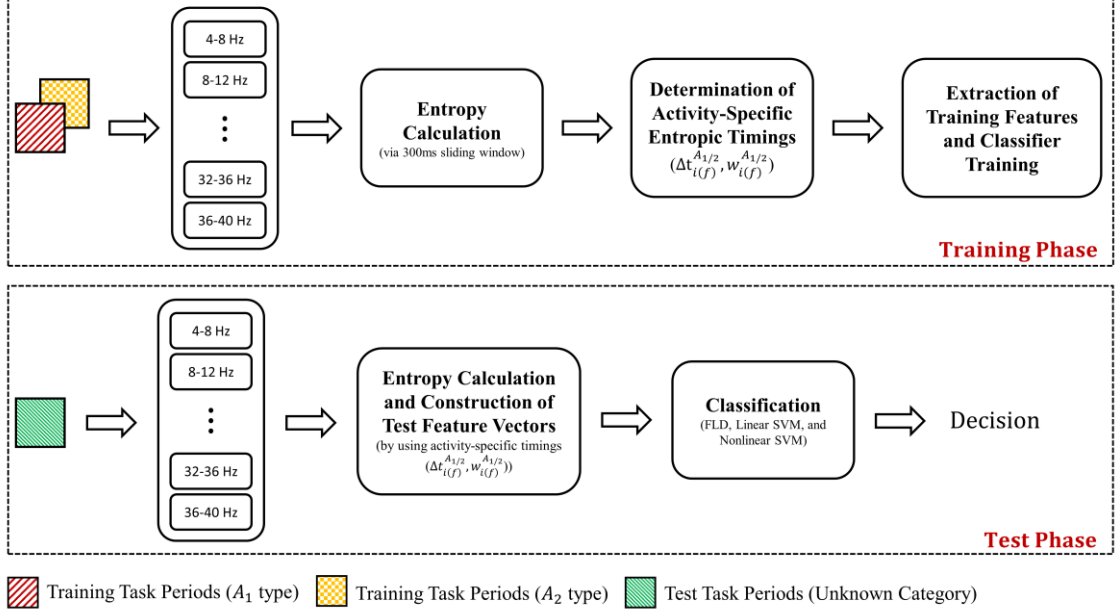 4-8 Hz
8-12 Hz
⋮
32-36 Hz
36-40 Hz
Entropy
Calculation
(via 300ms sliding window)
Determination of
Activity-Specific
Entropic Timings
(Δt_{i(f)}^{A_{1/2}}, w_{i(f)}^{A_{1/2}})
Extraction of
Training Features
and Classifier
Training
Training Phase
4-8 Hz
8-12 Hz
⋮
32-36 Hz
36-40 Hz
Entropy Calculation
and Construction of
Test Feature Vectors
(by using activity-specific timings
(Δt_{i(f)}^{A_{1/2}}, w_{i(f)}^{A_{1/2}}))
Classification
(FLD, Linear SVM, and
Nonlinear SVM)
Decision
Test Phase
Training Task Periods (A₁ type)
Training Task Periods (A₂ type)
Test Task Periods (Unknown Category)